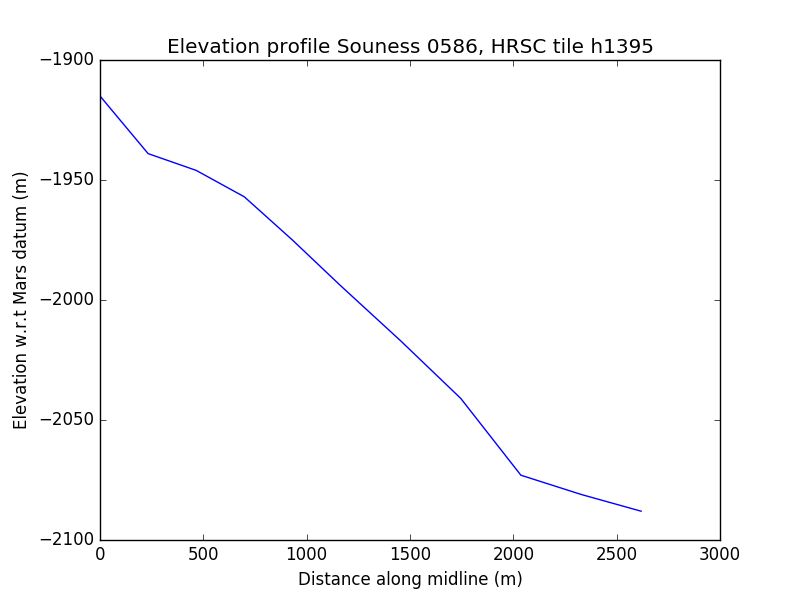 Elevation profile Souness 0586, HRSC tile h1395
−1900
−1950
−2000
−2050
−2100
Elevation w.r.t Mars datum (m)
0 500 1000 1500 2000 2500 3000
Distance along midline (m)